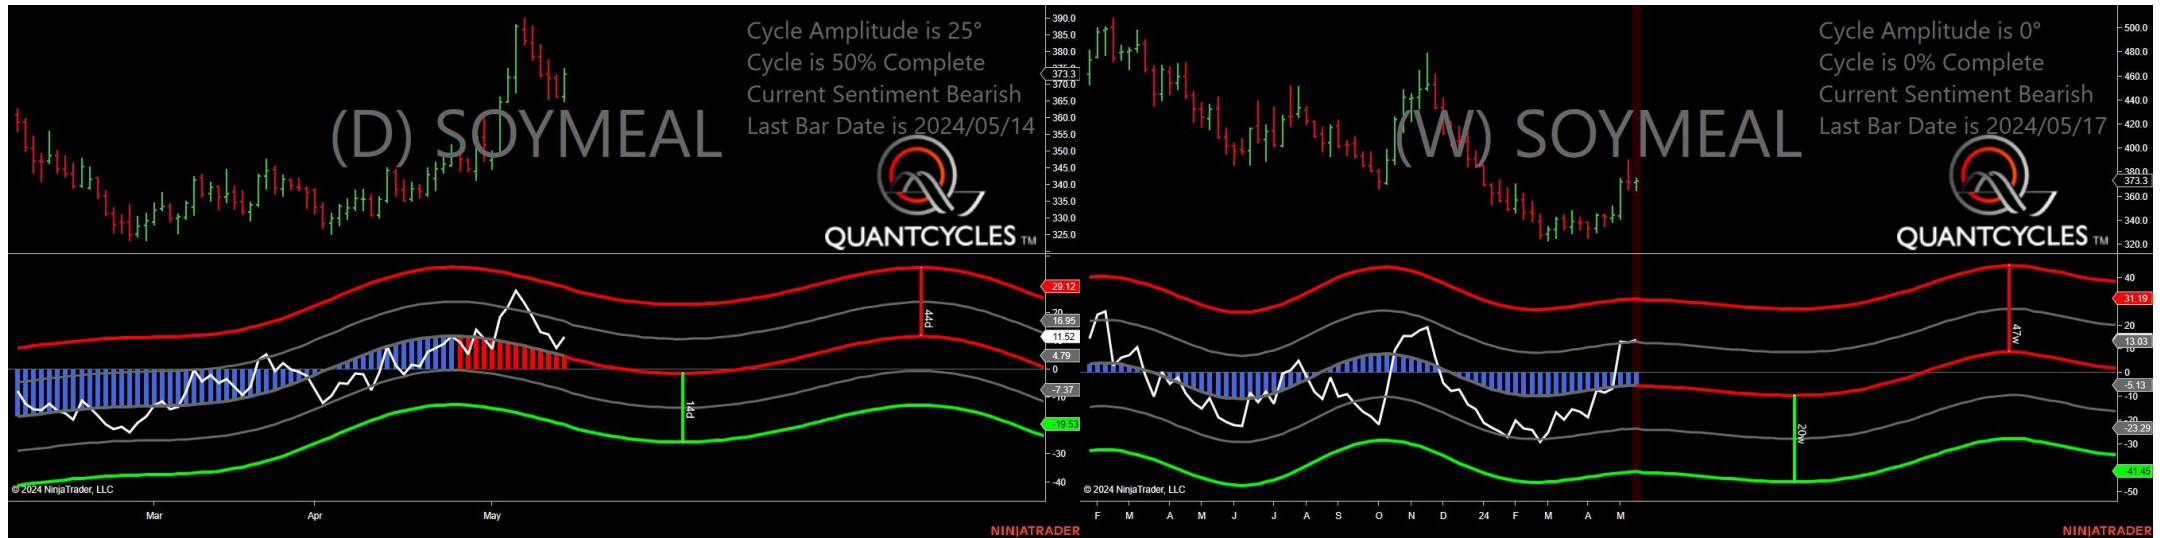 Cycle Amplitude is 25°
Cycle is 50% Complete
Current Sentiment Bearish
Last Bar Date is 2024/05/14
(D) SOYMEAL
QUANTCYCLES TM
390.0
385.0
380.0
373.3
365.0
360.0
355.0
350.0
345.0
340.0
335.0
330.0
325.0
29.12
20
16.95
11.52
4.79
0
-7.37
-10
-19.53
-30
-40
44d
14d
© 2024 NinjaTrader, LLC
Mar
Apr
May
NINJATRADER
Cycle Amplitude is 0°
Cycle is 0% Complete
Current Sentiment Bearish
Last Bar Date is 2024/05/17
(W) SOYMEAL
QUANTCYCLES TM
500.0
480.0
460.0
440.0
420.0
400.0
380.0
373.3
360.0
340.0
320.0
40
31.19
20
13.03
10
0
-5.13
-10
-20
-23.29
-30
-41.45
-50
47w
20w
© 2024 NinjaTrader, LLC
F M A M J J A S O N D 24 F M A M
NINJATRADER